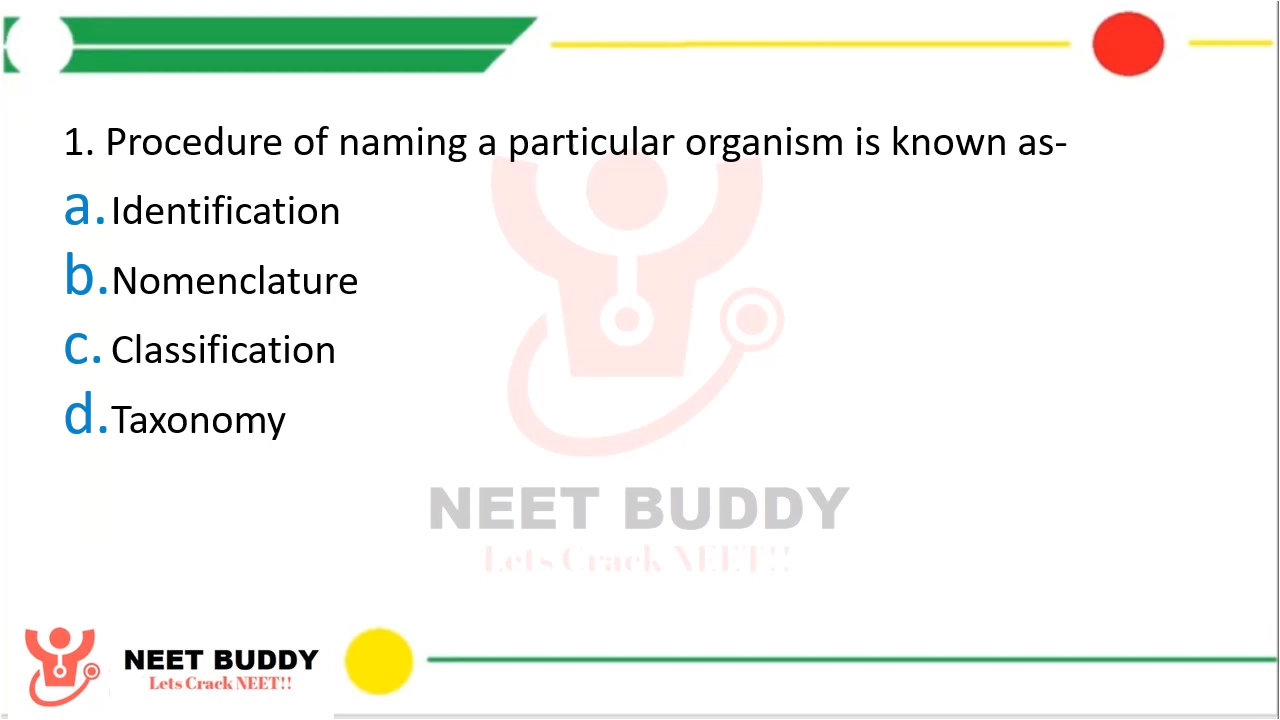 1. Procedure of naming a particular organism is known as-
a. Identification
b. Nomenclature
c. Classification
d. Taxonomy
NEET BUDDY
Lets Crack NEET!!
NEET BUDDY
Lets Crack NEET!!